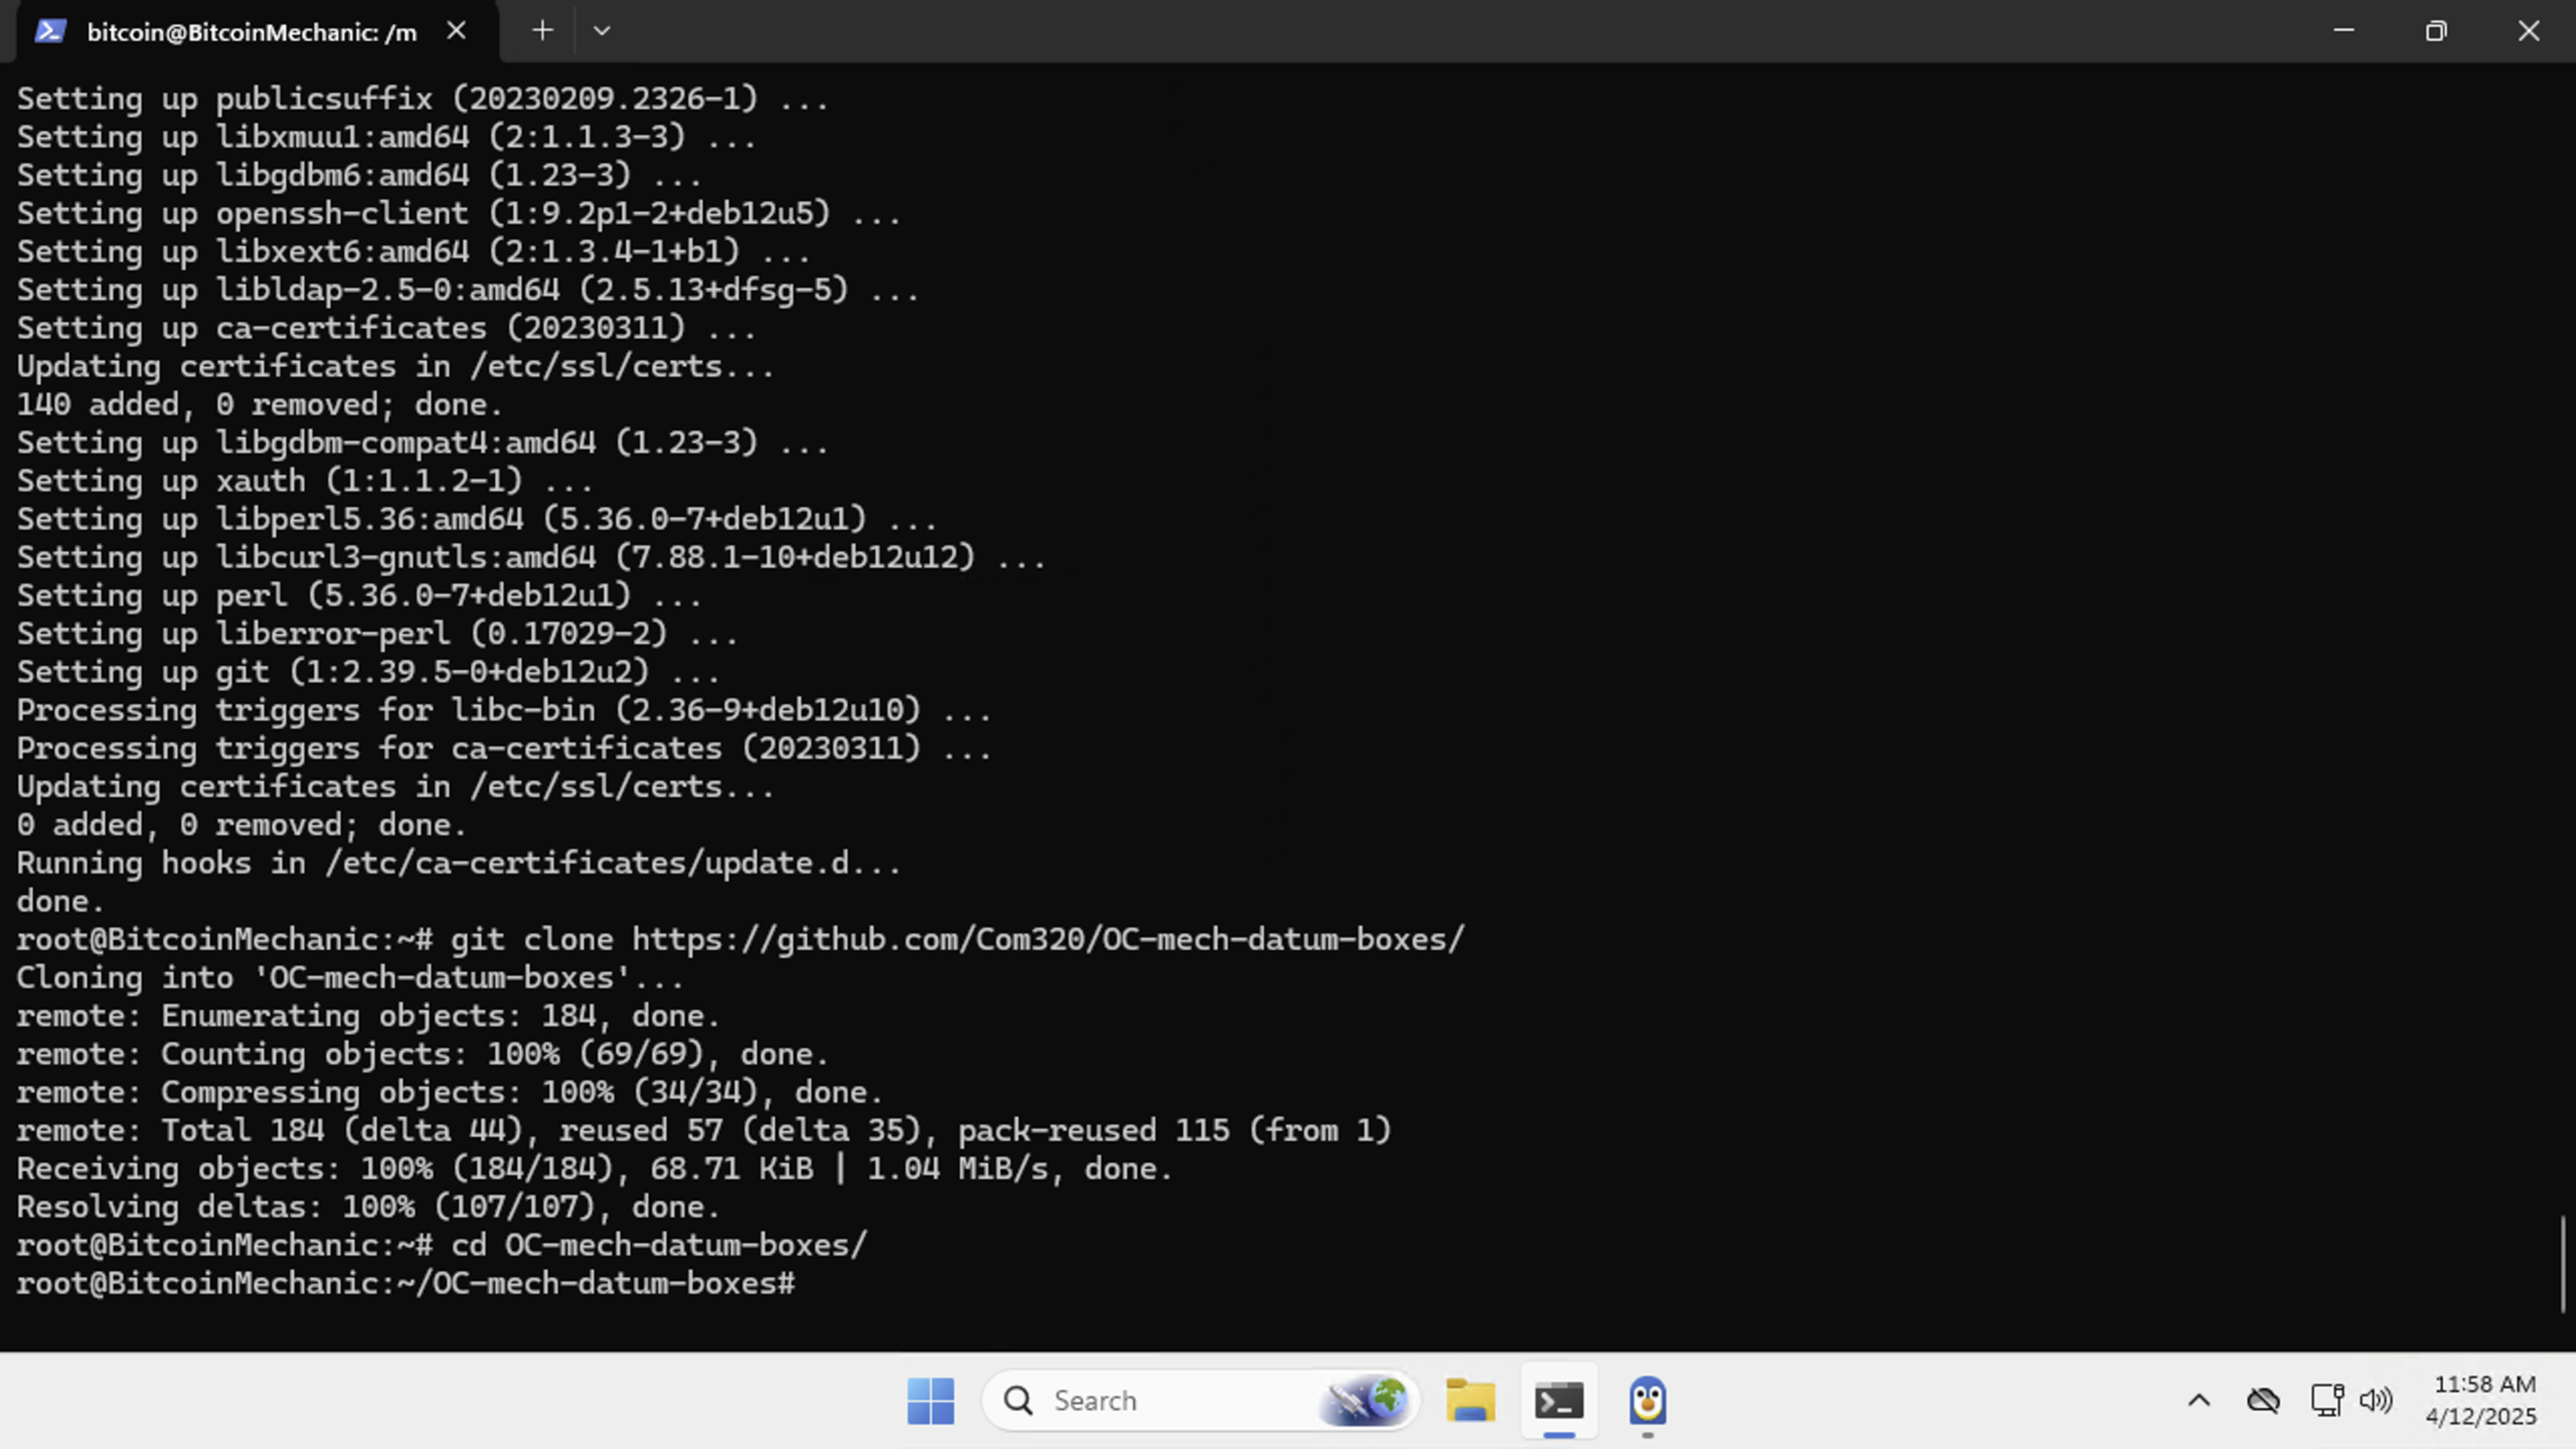 bitcoin@BitcoinMechanic: /m
Setting up publicsuffix (20230209.2326-1) ...
Setting up libxmuu1:amd64 (2:1.1.3-3) ...
Setting up libgdbm6:amd64 (1.23-3) ...
Setting up openssh-client (1:9.2p1-2+deb12u5) ...
Setting up libxext6:amd64 (2:1.3.4-1+b1) ...
Setting up libldap-2.5-0:amd64 (2.5.13+dfsg-5) ...
Setting up ca-certificates (20230311) ...
Updating certificates in /etc/ssl/certs...
140 added, 0 removed; done.
Setting up libgdbm-compat4:amd64 (1.23-3) ...
Setting up xauth (1:1.1.2-1) ...
Setting up libperl5.36:amd64 (5.36.0-7+deb12u1) ...
Setting up libcurl3-gnutls:amd64 (7.88.1-10+deb12u12) ...
Setting up perl (5.36.0-7+deb12u1) ...
Setting up liberror-perl (0.17029-2) ...
Setting up git (1:2.39.5-0+deb12u2) ...
Processing triggers for libc-bin (2.36-9+deb12u10) ...
Processing triggers for ca-certificates (20230311) ...
Updating certificates in /etc/ssl/certs...
0 added, 0 removed; done.
Running hooks in /etc/ca-certificates/update.d...
done.
root@BitcoinMechanic:~# git clone https://github.com/Com320/OC-mech-datum-boxes/
Cloning into 'OC-mech-datum-boxes'...
remote: Enumerating objects: 184, done.
remote: Counting objects: 100% (69/69), done.
remote: Compressing objects: 100% (34/34), done.
remote: Total 184 (delta 44), reused 57 (delta 35), pack-reused 115 (from 1)
Receiving objects: 100% (184/184), 68.71 KiB | 1.04 MiB/s, done.
Resolving deltas: 100% (107/107), done.
root@BitcoinMechanic:~# cd OC-mech-datum-boxes/
root@BitcoinMechanic:~/OC-mech-datum-boxes#
Search
11:58 AM
4/12/2025